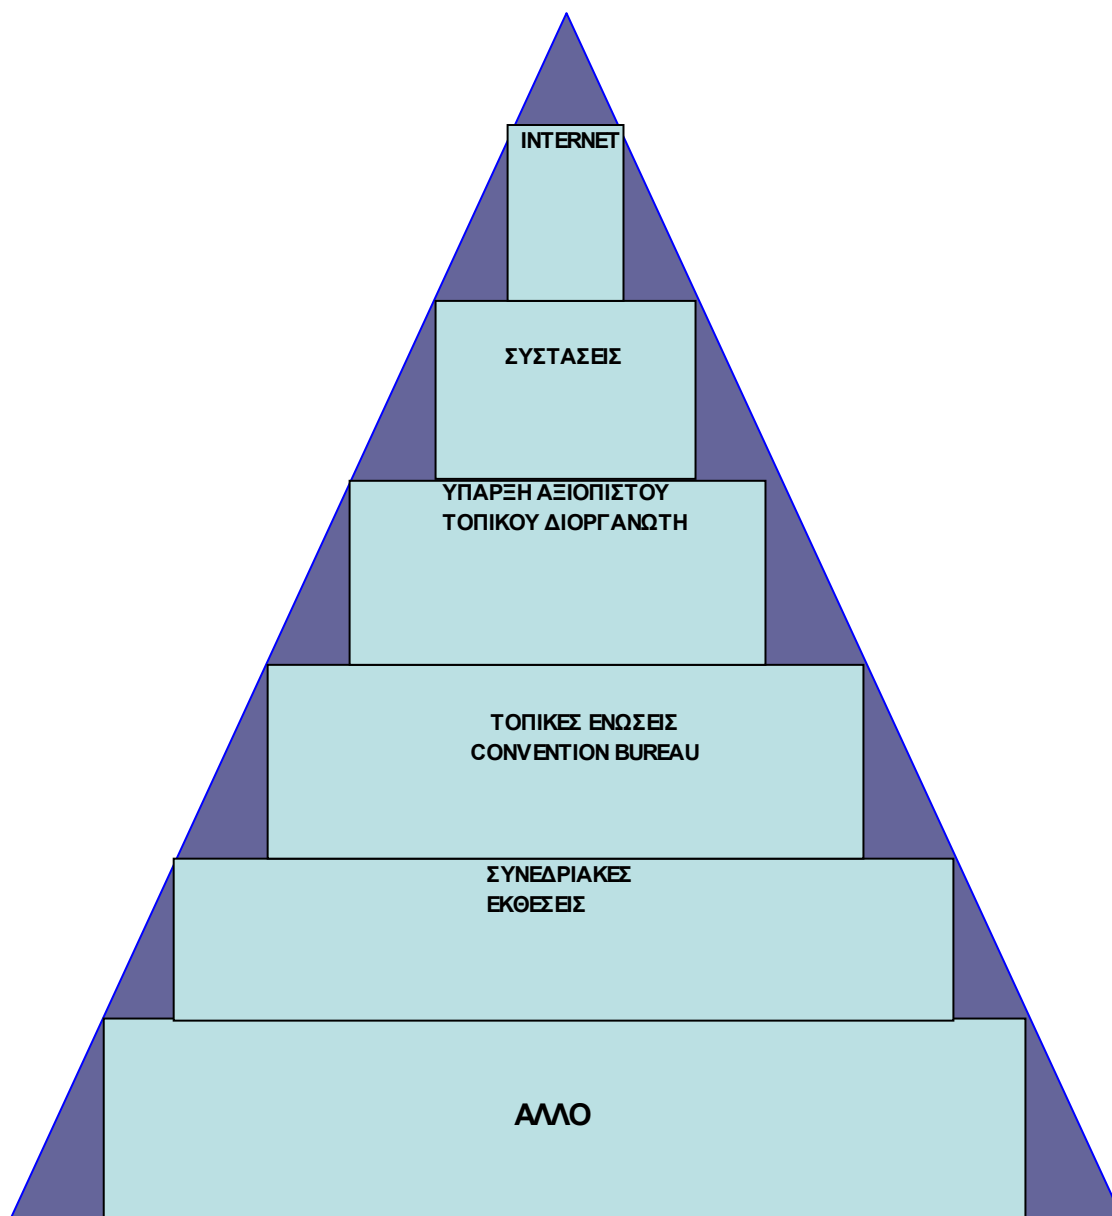 INTERNET
ΣΥΣΤΑΣΕΙΣ
ΥΠΑΡΞΗ ΑΞΙΟΠΙΣΤΟΥ
ΤΟΠΙΚΟΥ ΔΙΟΡΓΑΝΩΤΗ
ΤΟΠΙΚΕΣ ΕΝΩΣΕΙΣ
CONVENTION BUREAU
ΣΥΝΕΔΡΙΑΚΕΣ
ΕΚΘΕΣΕΙΣ
ΑΛΛΟ